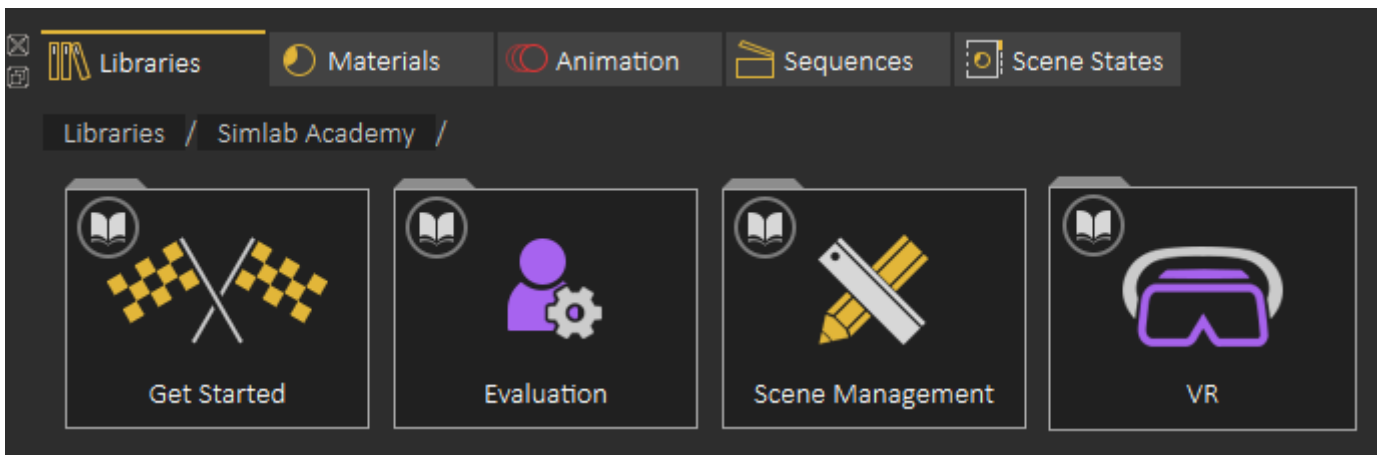 Libraries Materials Animation Sequences Scene States
Libraries / Simlab Academy /
Get Started Evaluation Scene Management VR